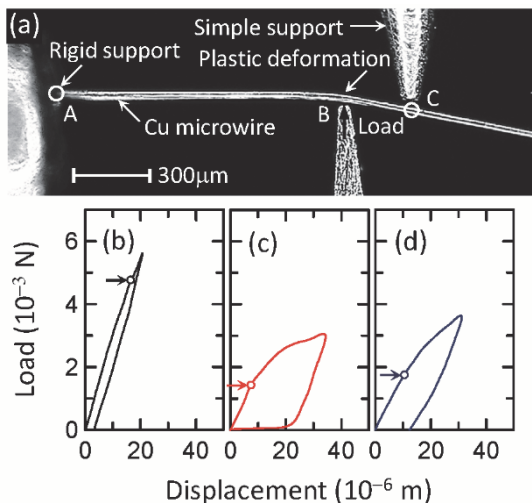 (a)
Simple support
Rigid support
Plastic deformation
A
Cu microwire
B
Load
C
300μm
(b)
(c)
(d)
6
4
2
0
Load (10⁻³ N)
0 20 40 0 20 40 0 20 40
Displacement (10⁻⁶ m)